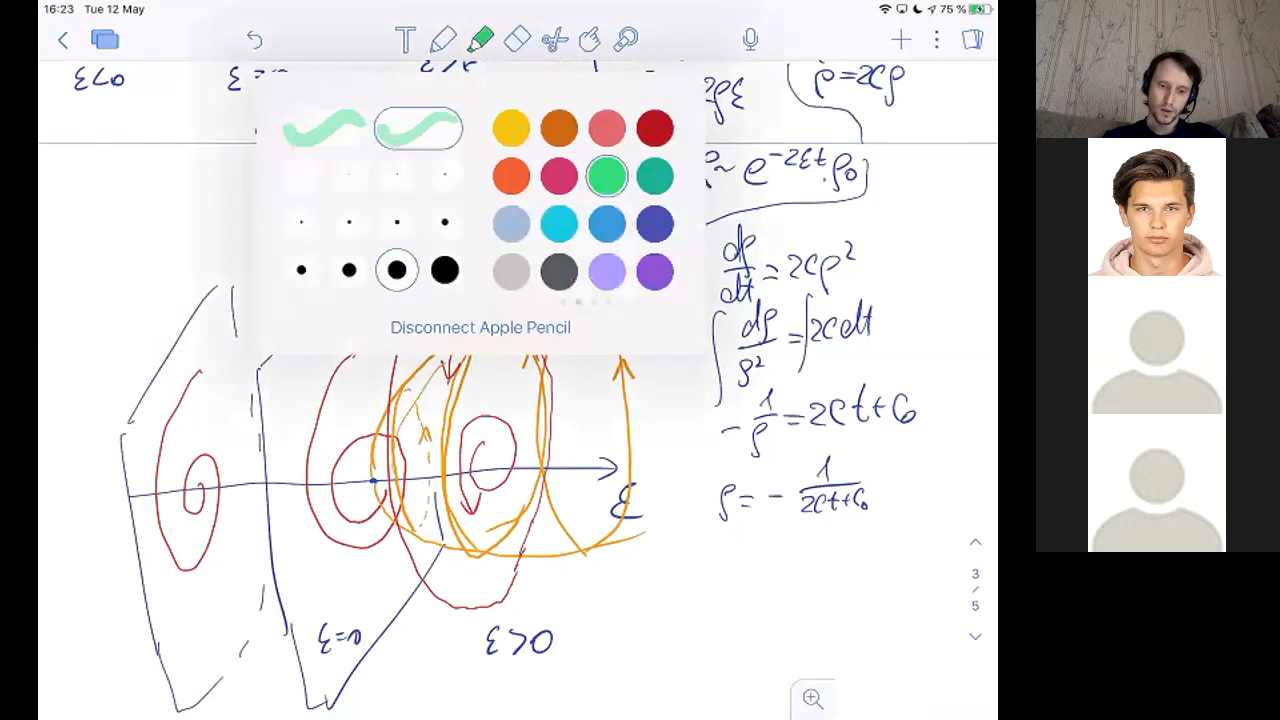 16:23 Tue 12 May
75 %
T
ε<0
ρ = 2cρ
e^{-2εt}·ρ₀
Disconnect Apple Pencil
dρ/dt = 2cρ²
∫ dρ/ρ² = ∫ 2c dt
- 1/ρ = 2ct + C₀
ρ = - 1/(2ct + C₀)
ε
3
/
5
ε=0
ε>0